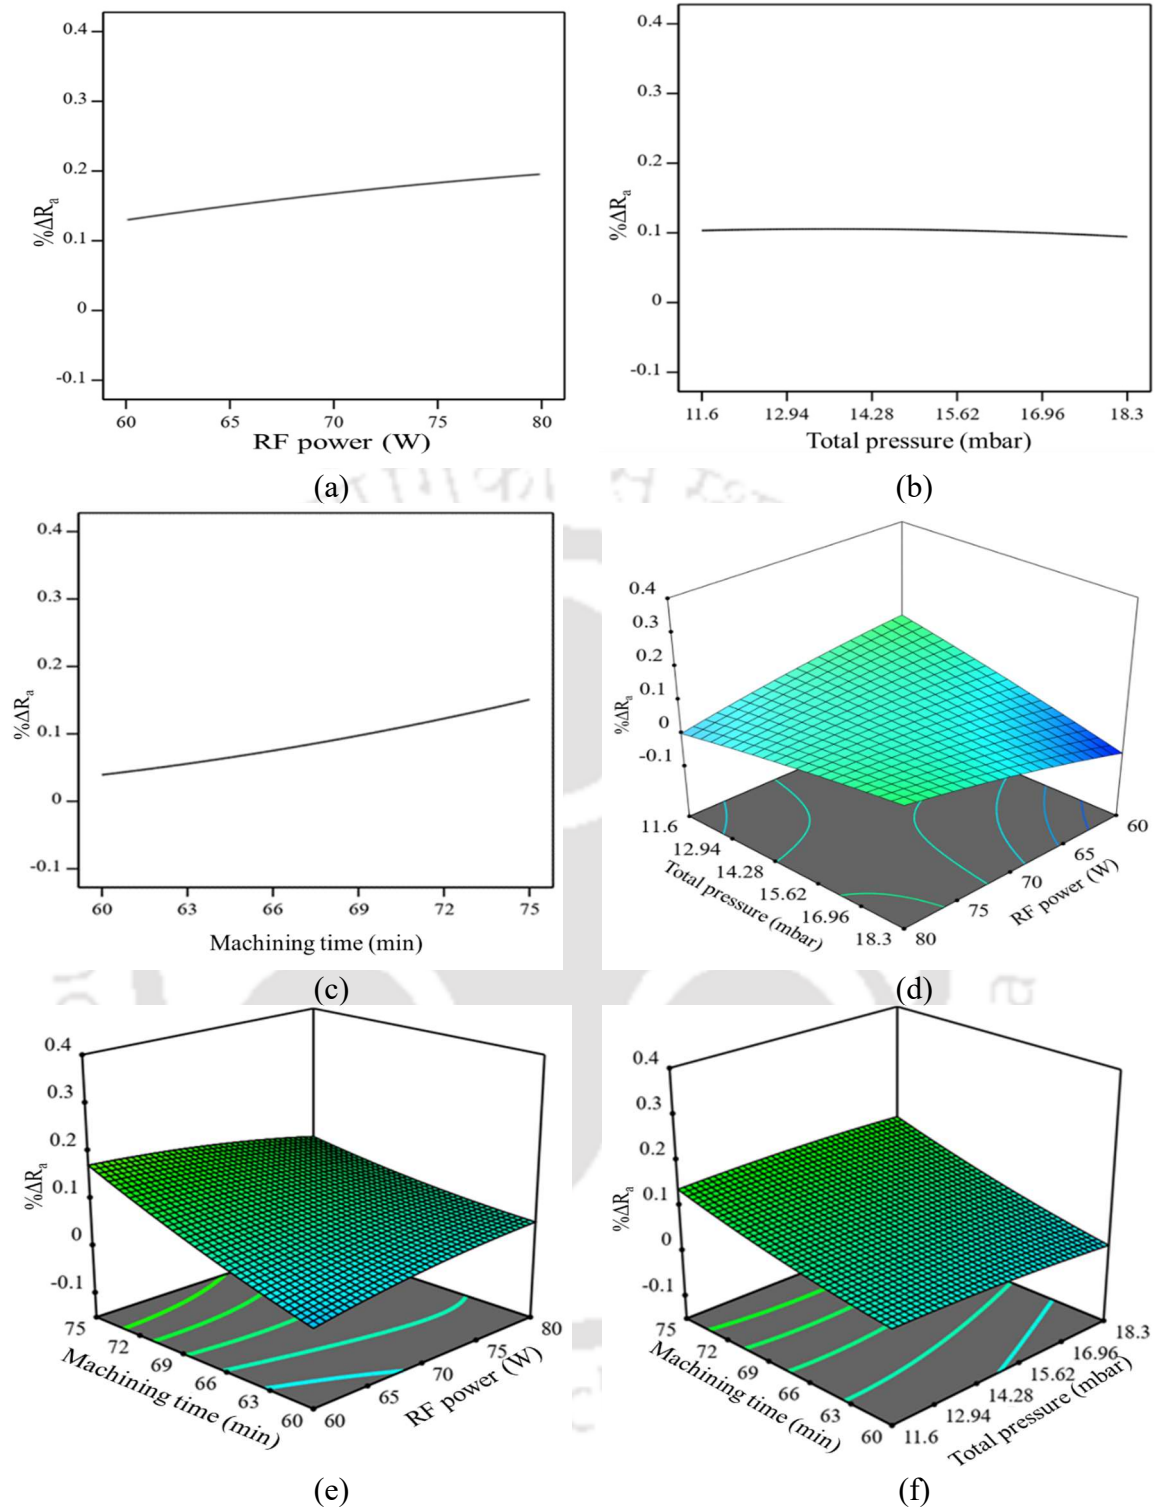 0.4
0.3
0.2
0.1
0
-0.1
%ΔRa
60 65 70 75 80
RF power (W)
(a)
0.4
0.3
0.2
0.1
0
-0.1
%ΔRa
11.6 12.94 14.28 15.62 16.96 18.3
Total pressure (mbar)
(b)
0.4
0.3
0.2
0.1
0
-0.1
%ΔRa
60 63 66 69 72 75
Machining time (min)
(c)
0.4
0.3
0.2
0.1
0
-0.1
%ΔRa
11.6
12.94
14.28
15.62
16.96
18.3
Total pressure (mbar)
80
75
70
65
60
RF power (W)
(d)
0.4
0.3
0.2
0.1
0
-0.1
%ΔRa
75
72
69
66
63
60
Machining time (min)
60
65
70
75
80
RF power (W)
(e)
0.4
0.3
0.2
0.1
0
-0.1
%ΔRa
75
72
69
66
63
60
Machining time (min)
11.6
12.94
14.28
15.62
16.96
18.3
Total pressure (mbar)
(f)